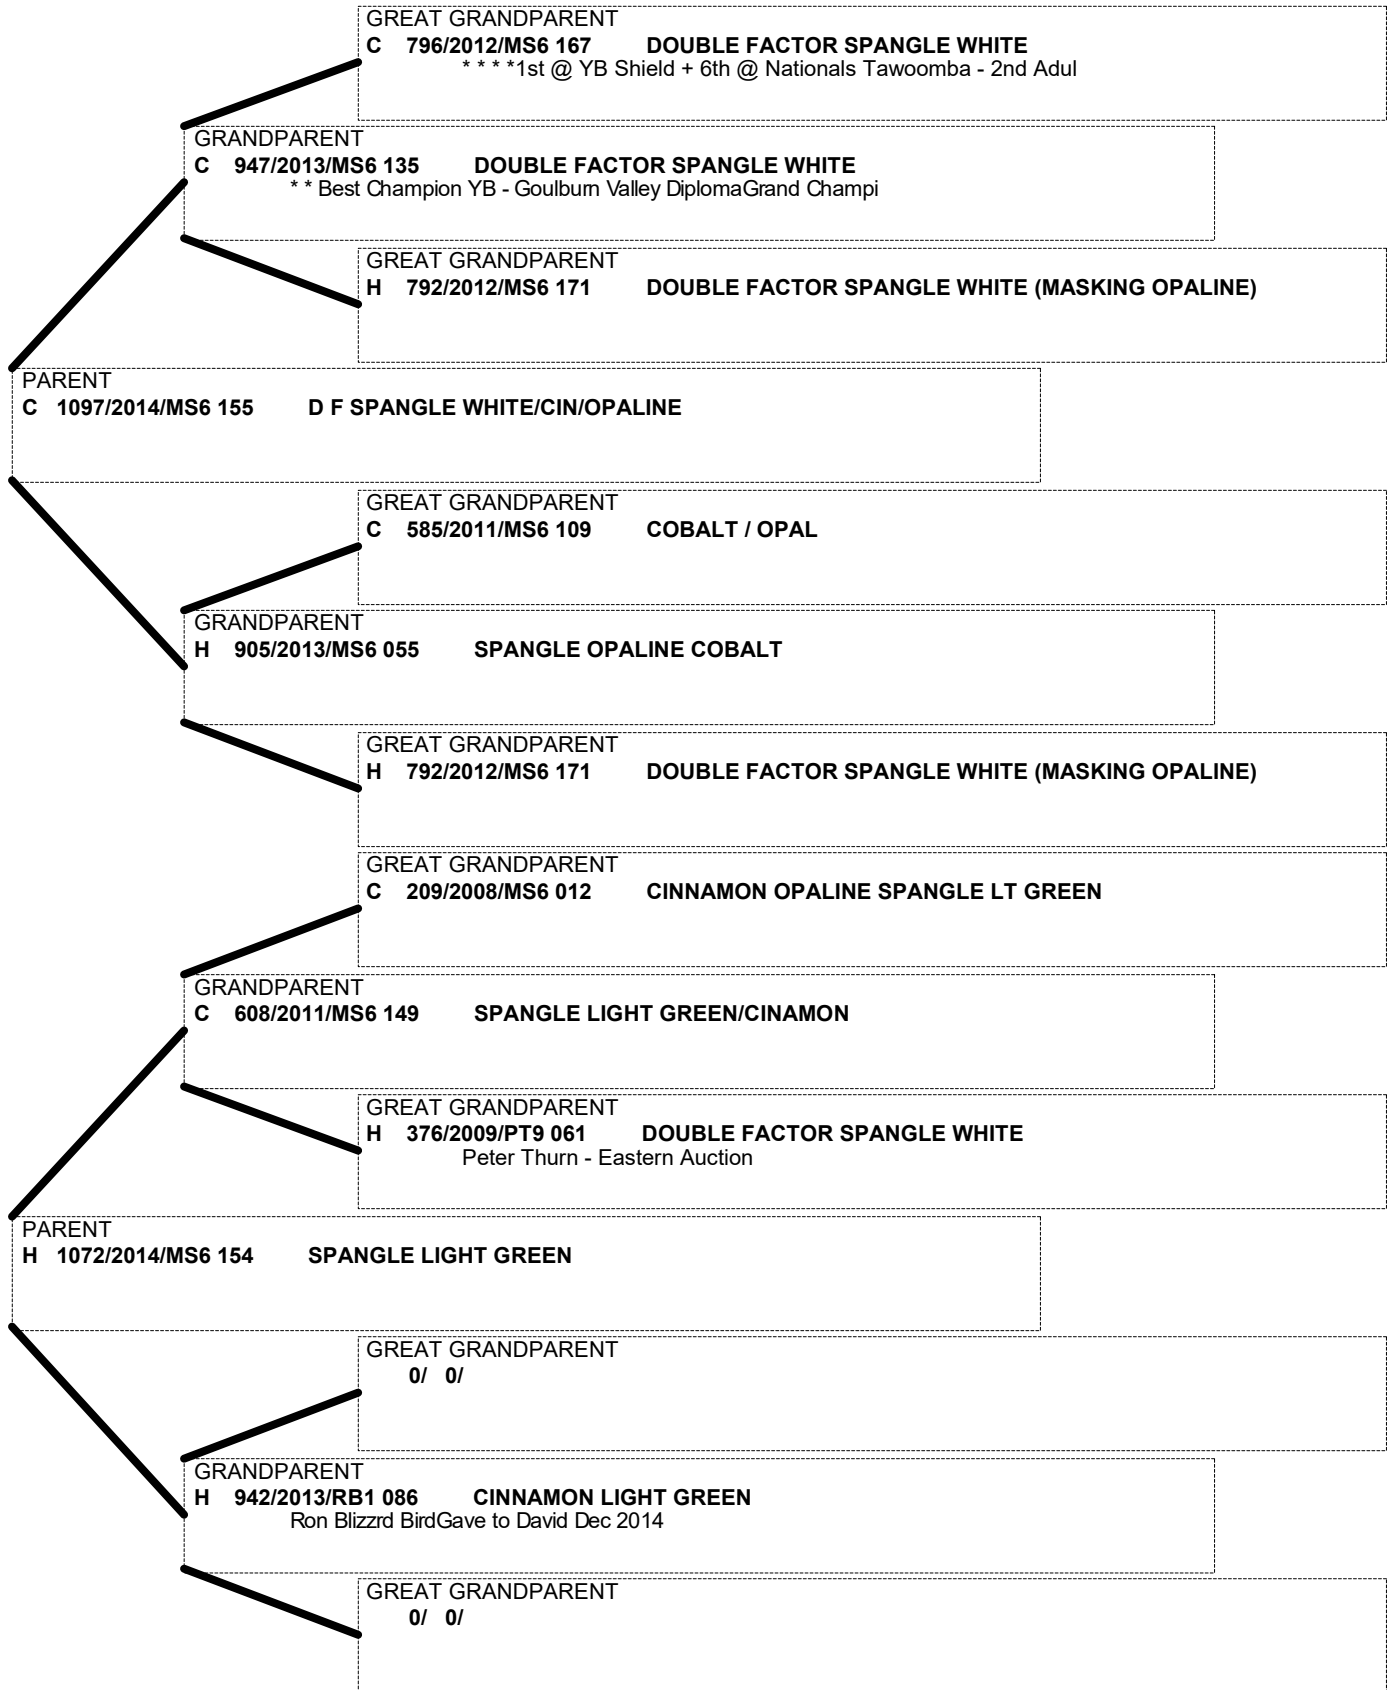 GREAT GRANDPARENT
C 796/2012/MS6 167 DOUBLE FACTOR SPANGLE WHITE
* * * *1st @ YB Shield + 6th @ Nationals Tawoomba - 2nd Adul
GRANDPARENT
C 947/2013/MS6 135 DOUBLE FACTOR SPANGLE WHITE
* * Best Champion YB - Goulburn Valley DiplomaGrand Champi
GREAT GRANDPARENT
H 792/2012/MS6 171 DOUBLE FACTOR SPANGLE WHITE (MASKING OPALINE)
PARENT
C 1097/2014/MS6 155 D F SPANGLE WHITE/CIN/OPALINE
GREAT GRANDPARENT
C 585/2011/MS6 109 COBALT / OPAL
GRANDPARENT
H 905/2013/MS6 055 SPANGLE OPALINE COBALT
GREAT GRANDPARENT
H 792/2012/MS6 171 DOUBLE FACTOR SPANGLE WHITE (MASKING OPALINE)
GREAT GRANDPARENT
C 209/2008/MS6 012 CINNAMON OPALINE SPANGLE LT GREEN
GRANDPARENT
C 608/2011/MS6 149 SPANGLE LIGHT GREEN/CINAMON
GREAT GRANDPARENT
H 376/2009/PT9 061 DOUBLE FACTOR SPANGLE WHITE
Peter Thurn - Eastern Auction
PARENT
H 1072/2014/MS6 154 SPANGLE LIGHT GREEN
GREAT GRANDPARENT
0/ 0/
GRANDPARENT
H 942/2013/RB1 086 CINNAMON LIGHT GREEN
Ron Blizzrd BirdGave to David Dec 2014
GREAT GRANDPARENT
0/ 0/